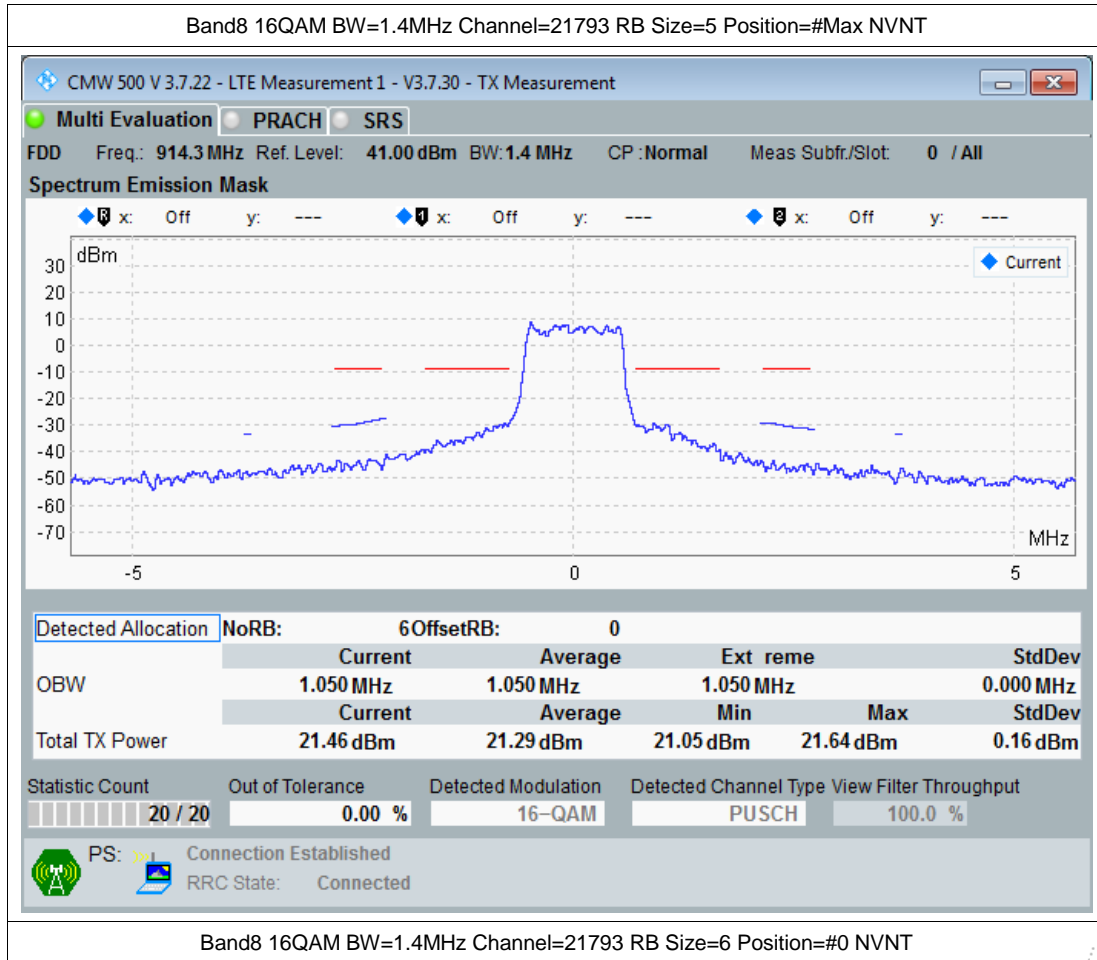 Band8 16QAM BW=1.4MHz Channel=21793 RB Size=5 Position=#Max NVNT
CMW 500 V 3.7.22 - LTE Measurement 1 - V3.7.30 - TX Measurement
Multi Evaluation PRACH SRS
FDD Freq.: 914.3 MHz Ref. Level: 41.00 dBm BW: 1.4 MHz CP : Normal Meas Subfr./Slot: 0 / All
Spectrum Emission Mask
R x: Off y: --- 1 x: Off y: --- 2 x: Off y: ---
dBm
Current
30
20
10
0
-10
-20
-30
-40
-50
-60
-70
MHz
-5 0 5
Detected Allocation NoRB: 6 OffsetRB: 0
Current Average Ext reme StdDev
OBW 1.050 MHz 1.050 MHz 1.050 MHz 0.000 MHz
Current Average Min Max StdDev
Total TX Power 21.46 dBm 21.29 dBm 21.05 dBm 21.64 dBm 0.16 dBm
Statistic Count Out of Tolerance Detected Modulation Detected Channel Type View Filter Throughput
20 / 20 0.00 % 16-QAM PUSCH 100.0 %
PS: Connection Established
RRC State: Connected
Band8 16QAM BW=1.4MHz Channel=21793 RB Size=6 Position=#0 NVNT